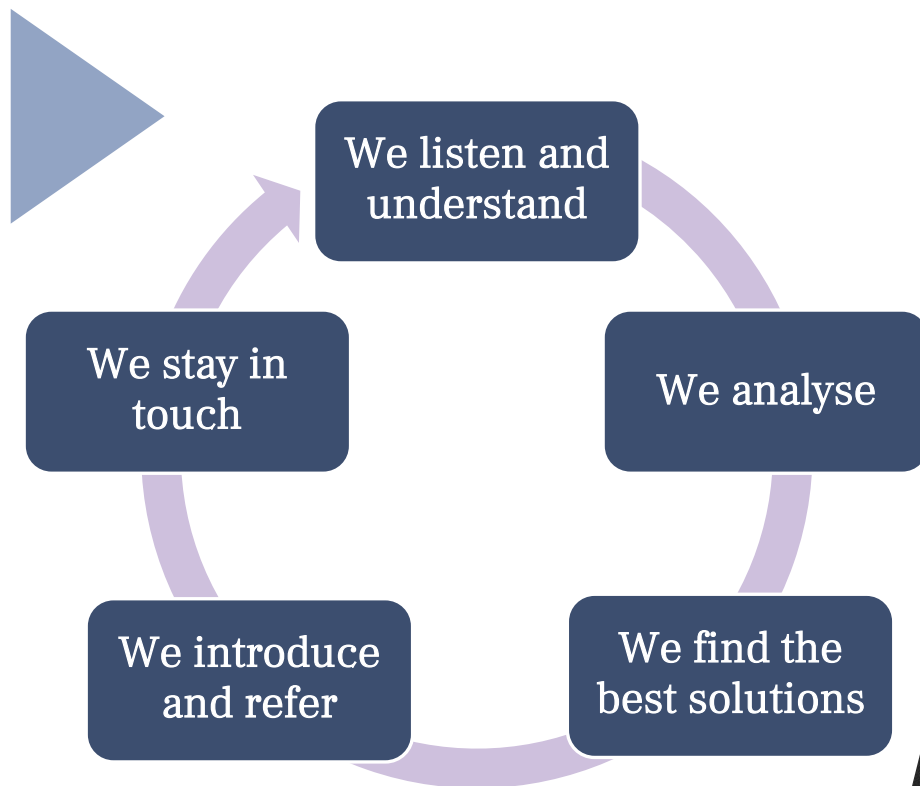 We listen and
understand
We analyse
We find the
best solutions
We introduce
and refer
We stay in
touch